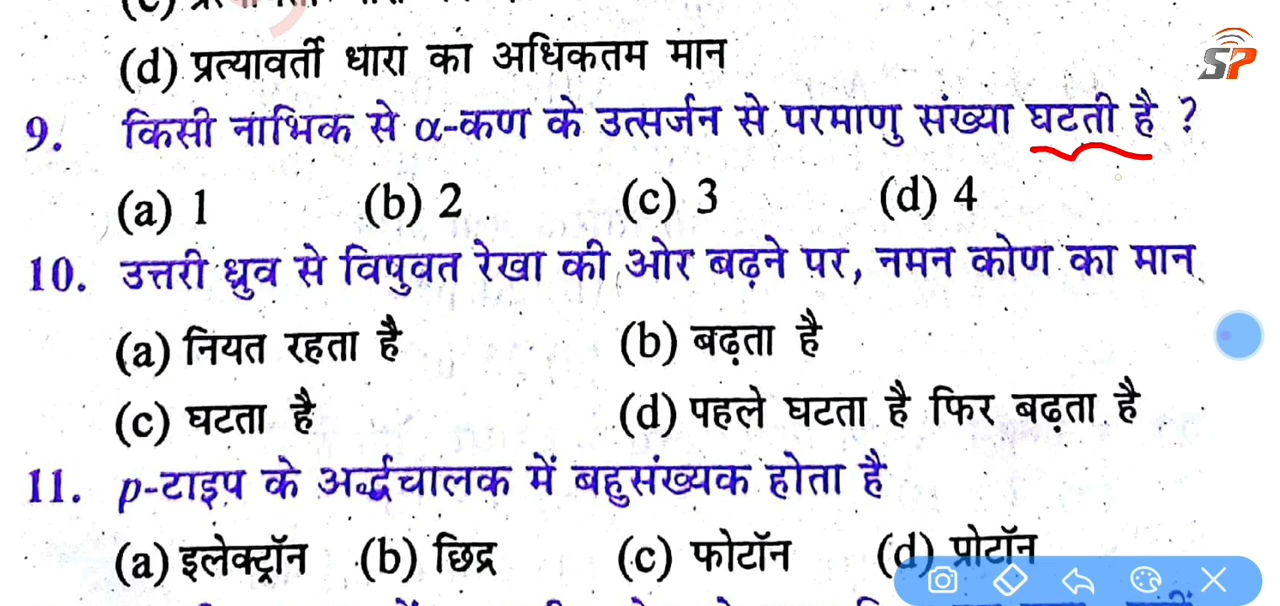 (d) प्रत्यावर्ती धारा का अधिकतम मान
SP
9. किसी नाभिक से α-कण के उत्सर्जन से परमाणु संख्या घटती है ?
(a) 1 (b) 2 (c) 3 (d) 4
10. उत्तरी ध्रुव से विषुवत रेखा की ओर बढ़ने पर, नमन कोण का मान
(a) नियत रहता है (b) बढ़ता है
(c) घटता है (d) पहले घटता है फिर बढ़ता है
11. p-टाइप के अर्द्धचालक में बहुसंख्यक होता है
(a) इलेक्ट्रॉन (b) छिद्र (c) फोटॉन (d) प्रोटॉन